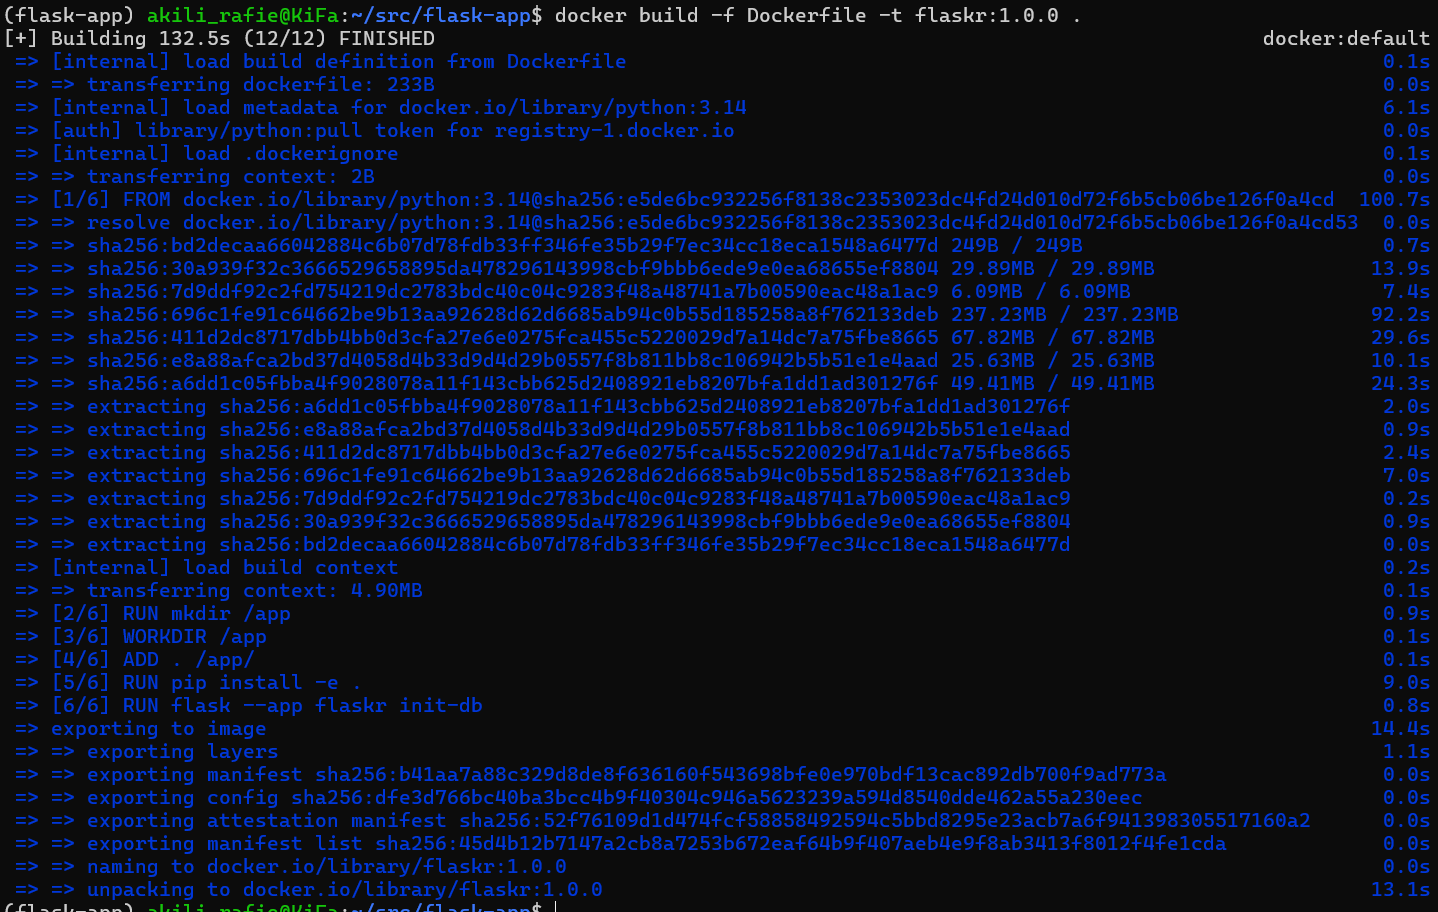 (flask-app) akili_rafie@KiFa:~/src/flask-app$ docker build -f Dockerfile -t flaskr:1.0.0 .
[+] Building 132.5s (12/12) FINISHED docker:default
=> [internal] load build definition from Dockerfile 0.1s
=> => transferring dockerfile: 233B 0.0s
=> [internal] load metadata for docker.io/library/python:3.14 6.1s
=> [auth] library/python:pull token for registry-1.docker.io 0.0s
=> [internal] load .dockerignore 0.1s
=> => transferring context: 2B 0.0s
=> [1/6] FROM docker.io/library/python:3.14@sha256:e5de6bc932256f8138c2353023dc4fd24d010d72f6b5cb06be126f0a4cd 100.7s
=> => resolve docker.io/library/python:3.14@sha256:e5de6bc932256f8138c2353023dc4fd24d010d72f6b5cb06be126f0a4cd53 0.0s
=> => sha256:bd2decaa66042884c6b07d78fdb33ff346fe35b29f7ec34cc18eca1548a6477d 249B / 249B 0.7s
=> => sha256:30a939f32c3666529658895da478296143998cbf9bbb6ede9e0ea68655ef8804 29.89MB / 29.89MB 13.9s
=> => sha256:7d9ddf92c2fd754219dc2783bdc40c04c9283f48a48741a7b00590eac48a1ac9 6.09MB / 6.09MB 7.4s
=> => sha256:696c1fe91c64662be9b13aa92628d62d6685ab94c0b55d185258a8f762133deb 237.23MB / 237.23MB 92.2s
=> => sha256:411d2dc8717dbb4bb0d3cfa27e6e0275fca455c5220029d7a14dc7a75fbe8665 67.82MB / 67.82MB 29.6s
=> => sha256:e8a88afca2bd37d4058d4b33d9d4d29b0557f8b811bb8c106942b5b51e1e4aad 25.63MB / 25.63MB 10.1s
=> => sha256:a6dd1c05fbba4f9028078a11f143cbb625d2408921eb8207bfa1dd1ad301276f 49.41MB / 49.41MB 24.3s
=> => extracting sha256:a6dd1c05fbba4f9028078a11f143cbb625d2408921eb8207bfa1dd1ad301276f 2.0s
=> => extracting sha256:e8a88afca2bd37d4058d4b33d9d4d29b0557f8b811bb8c106942b5b51e1e4aad 0.9s
=> => extracting sha256:411d2dc8717dbb4bb0d3cfa27e6e0275fca455c5220029d7a14dc7a75fbe8665 2.4s
=> => extracting sha256:696c1fe91c64662be9b13aa92628d62d6685ab94c0b55d185258a8f762133deb 7.0s
=> => extracting sha256:7d9ddf92c2fd754219dc2783bdc40c04c9283f48a48741a7b00590eac48a1ac9 0.2s
=> => extracting sha256:30a939f32c3666529658895da478296143998cbf9bbb6ede9e0ea68655ef8804 0.9s
=> => extracting sha256:bd2decaa66042884c6b07d78fdb33ff346fe35b29f7ec34cc18eca1548a6477d 0.0s
=> [internal] load build context 0.2s
=> => transferring context: 4.90MB 0.1s
=> [2/6] RUN mkdir /app 0.9s
=> [3/6] WORKDIR /app 0.1s
=> [4/6] ADD . /app/ 0.1s
=> [5/6] RUN pip install -e . 9.0s
=> [6/6] RUN flask --app flaskr init-db 0.8s
=> exporting to image 14.4s
=> => exporting layers 1.1s
=> => exporting manifest sha256:b41aa7a88c329d8de8f636160f543698bfe0e970bdf13cac892db700f9ad773a 0.0s
=> => exporting config sha256:dfe3d766bc40ba3bcc4b9f40304c946a5623239a594d8540dde462a55a230eec 0.0s
=> => exporting attestation manifest sha256:52f76109d1d474fcf58858492594c5bbd8295e23acb7a6f941398305517160a2 0.0s
=> => exporting manifest list sha256:45d4b12b7147a2cb8a7253b672eaf64b9f407aeb4e9f8ab3413f8012f4fe1cda 0.0s
=> => naming to docker.io/library/flaskr:1.0.0 0.0s
=> => unpacking to docker.io/library/flaskr:1.0.0 13.1s
(flask-app) akili_rafie@KiFa:~/src/flask-app$